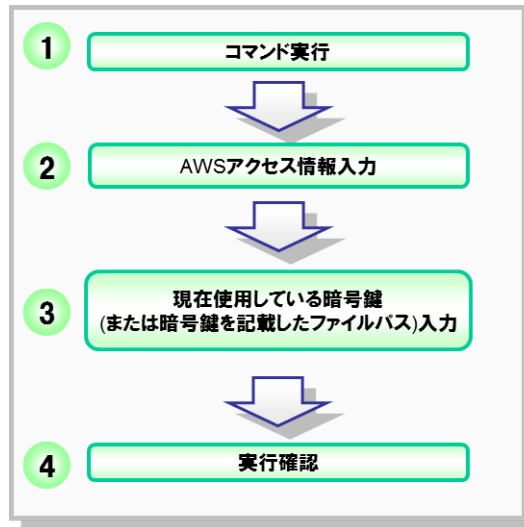 1 コマンド実行
2 AWSアクセス情報入力
3 現在使用している暗号鍵
(または暗号鍵を記載したファイルパス)入力
4 実行確認